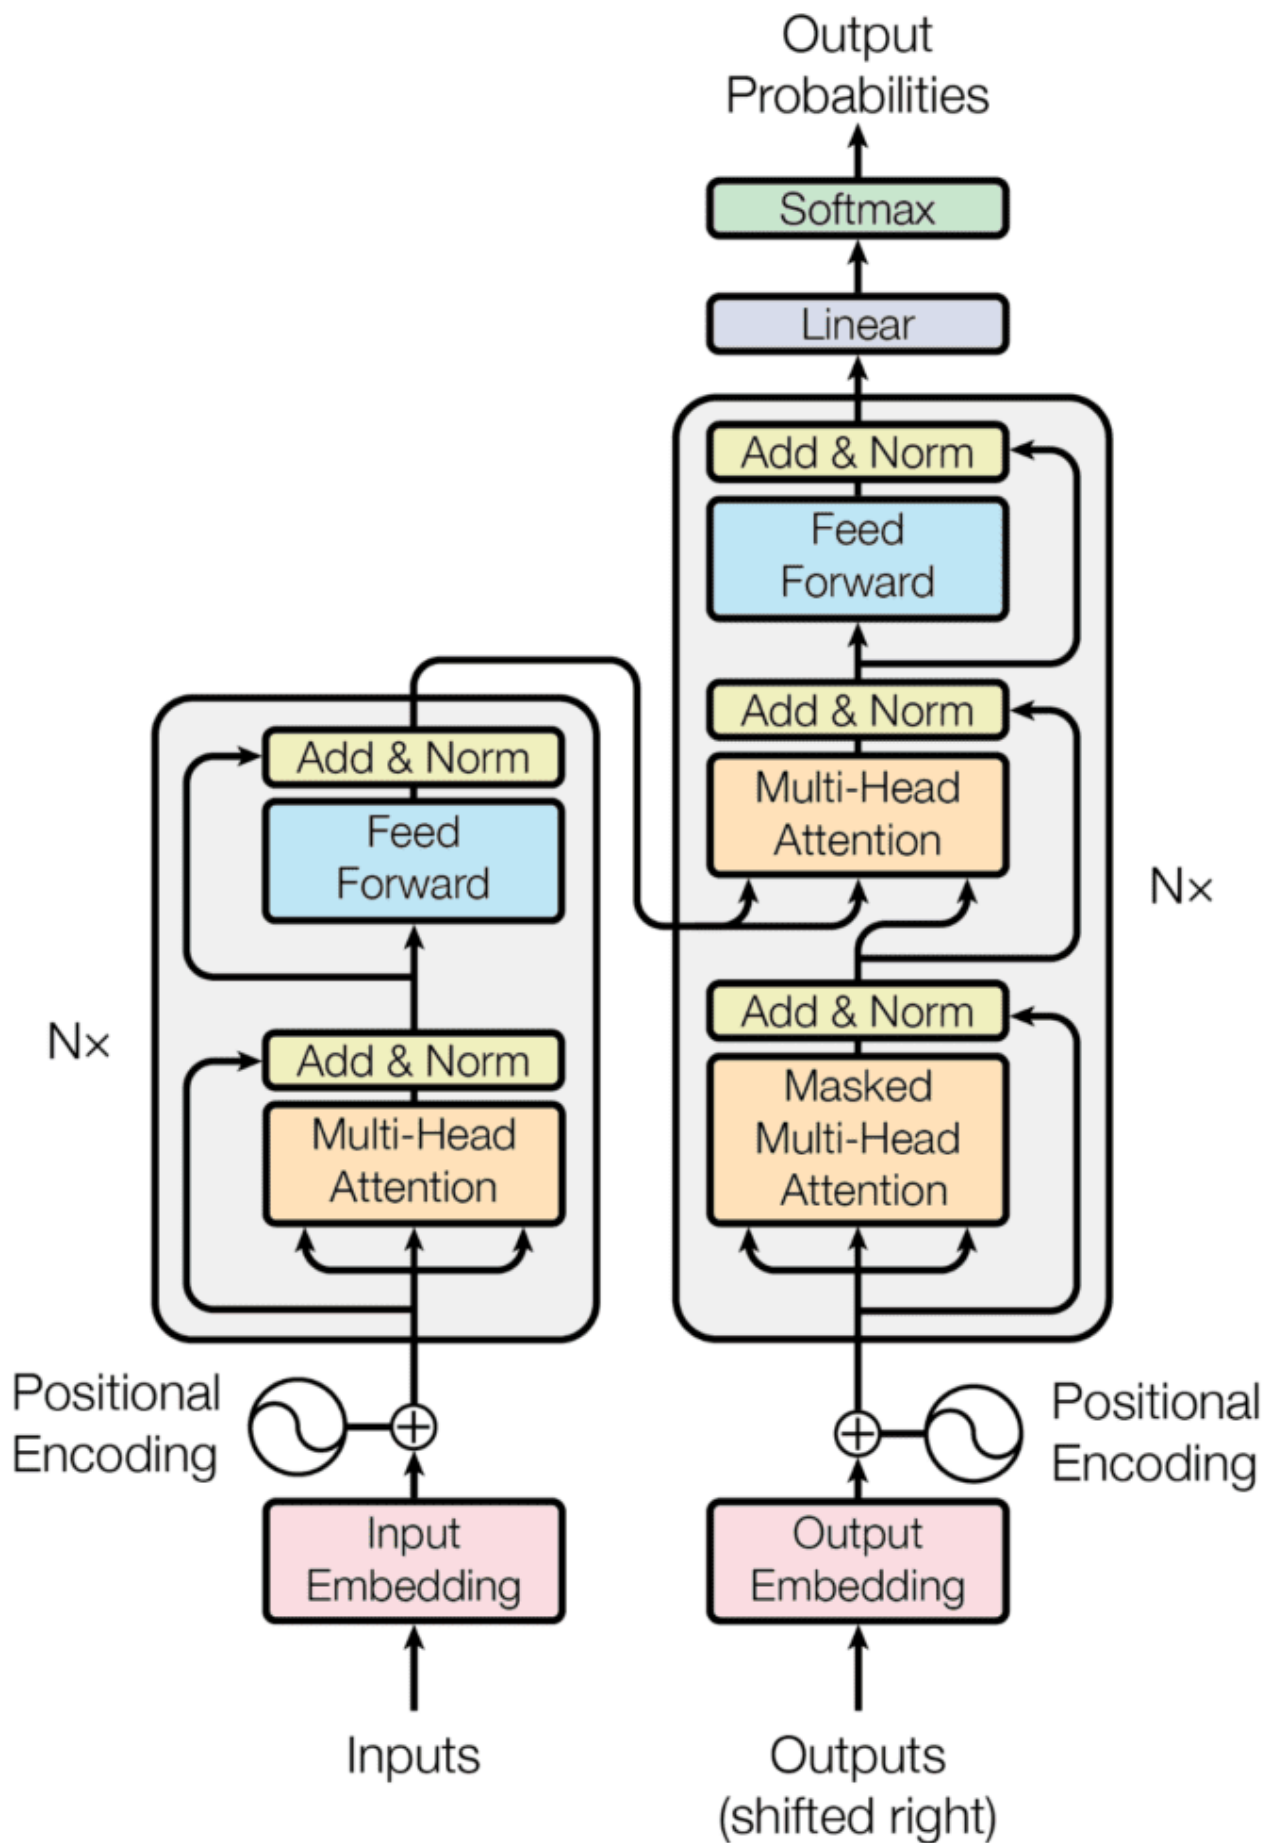 Output
Probabilities
Softmax
Linear
Add & Norm
Feed
Forward
Add & Norm
Multi-Head
Attention
Add & Norm
Masked
Multi-Head
Attention
N×
Add & Norm
Feed
Forward
Add & Norm
Multi-Head
Attention
N×
Positional
Encoding
Positional
Encoding
Input
Embedding
Output
Embedding
Inputs
Outputs
(shifted right)